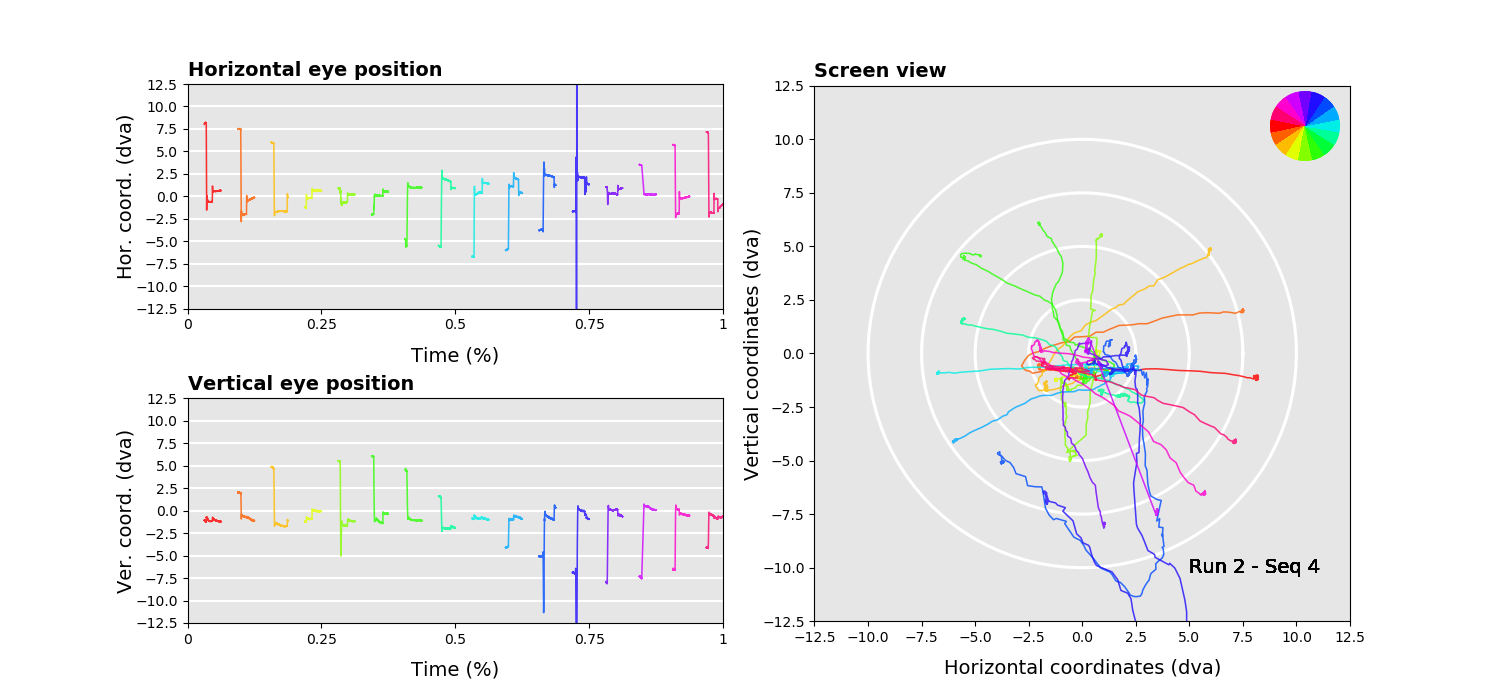 Horizontal eye position
Hor. coord. (dva)
12.5
10.0
7.5
5.0
2.5
0.0
−2.5
−5.0
−7.5
−10.0
−12.5
0 0.25 0.5 0.75 1
Time (%)
Vertical eye position
Ver. coord. (dva)
12.5
10.0
7.5
5.0
2.5
0.0
−2.5
−5.0
−7.5
−10.0
−12.5
0 0.25 0.5 0.75 1
Time (%)
Screen view
Vertical coordinates (dva)
12.5
10.0
7.5
5.0
2.5
0.0
−2.5
−5.0
−7.5
−10.0
−12.5
Run 2 - Seq 4
−12.5 −10.0 −7.5 −5.0 −2.5 0.0 2.5 5.0 7.5 10.0 12.5
Horizontal coordinates (dva)